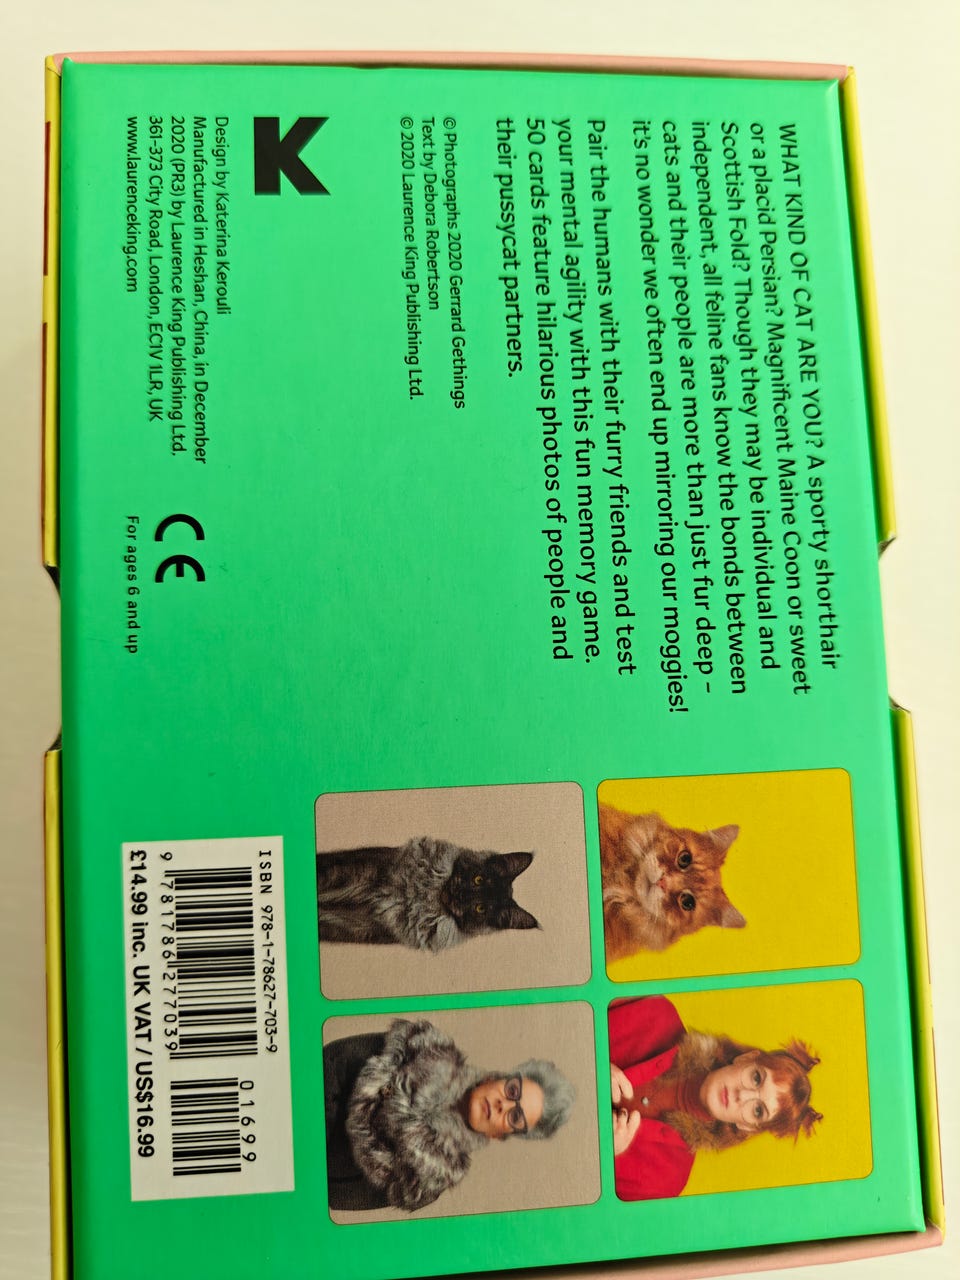 WHAT KIND OF CAT ARE YOU? A sporty shorthair
or a placid Persian? Magnificent Maine Coon or sweet
Scottish Fold? Though they may be individual and
independent, all feline fans know the bonds between
cats and their people are more than just fur deep –
it's no wonder we often end up mirroring our moggies!
Pair the humans with their furry friends and test
your mental agility with this fun memory game.
50 cards feature hilarious photos of people and
their pussycat partners.
© Photographs 2020 Gerrard Gethings
Text by Debora Robertson
© 2020 Laurence King Publishing Ltd.
Design by Katerina Kerouli
Manufactured in Heshan, China, in December
2020 (PR3) by Laurence King Publishing Ltd.
361-373 City Road, London, EC1V 1LR, UK
www.laurenceking.com
CE
For ages 6 and up
ISBN 978-1-78627-703-9
9 781786 277039
01699
£14.99 inc. UK VAT / US$16.99